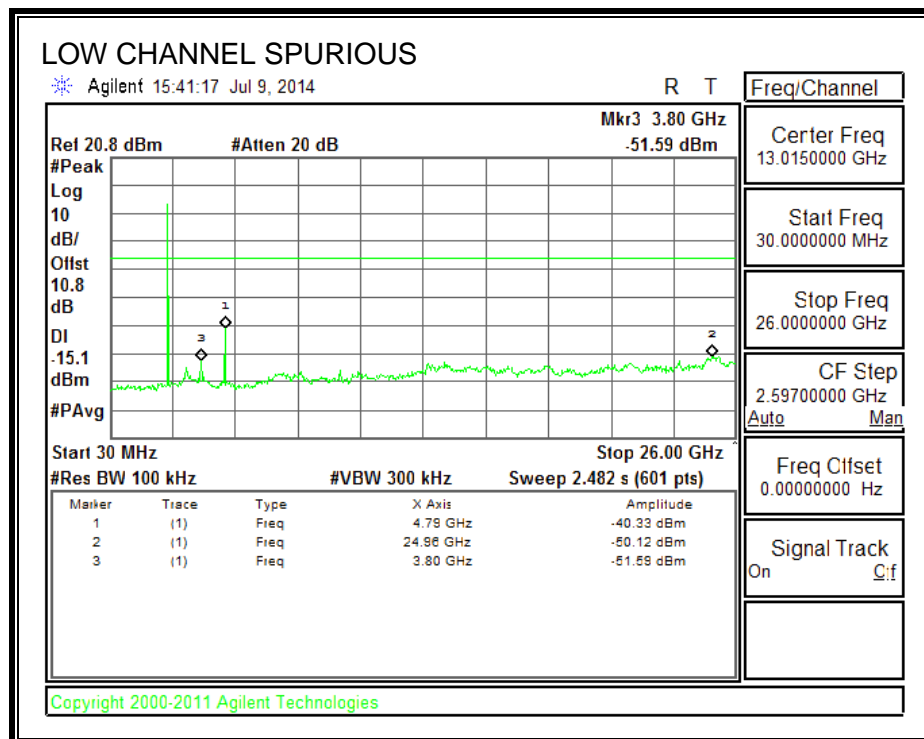 LOW CHANNEL SPURIOUS
Agilent 15:41:17 Jul 9, 2014
R T
Freq/Channel
Mkr3 3.80 GHz
Ref 20.8 dBm #Atten 20 dB -51.59 dBm
#Peak
Log
10
dB/
Offst
10.8
dB
DI
-15.1
dBm
#PAvg
1
3
2
Start 30 MHz Stop 26.00 GHz
#Res BW 100 kHz #VBW 300 kHz Sweep 2.482 s (601 pts)
Marker Trace Type X Axis Amplitude
1 (1) Freq 4.79 GHz -40.33 dBm
2 (1) Freq 24.96 GHz -50.12 dBm
3 (1) Freq 3.80 GHz -51.59 dBm
Center Freq
13.0150000 GHz
Start Freq
30.0000000 MHz
Stop Freq
26.0000000 GHz
CF Step
2.59700000 GHz
Auto Man
Freq Offset
0.00000000 Hz
Signal Track
On Off
Copyright 2000-2011 Agilent Technologies